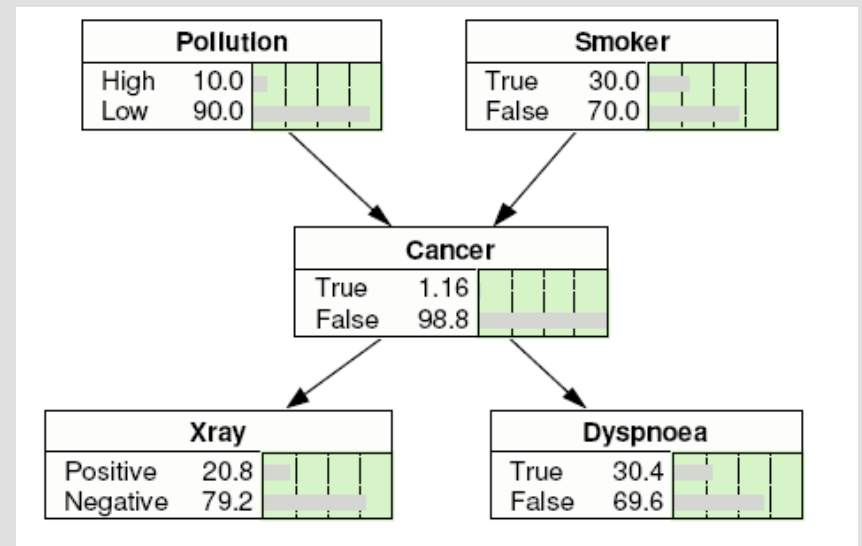 Pollution
High 10.0
Low 90.0
Smoker
True 30.0
False 70.0
Cancer
True 1.16
False 98.8
Xray
Positive 20.8
Negative 79.2
Dyspnoea
True 30.4
False 69.6